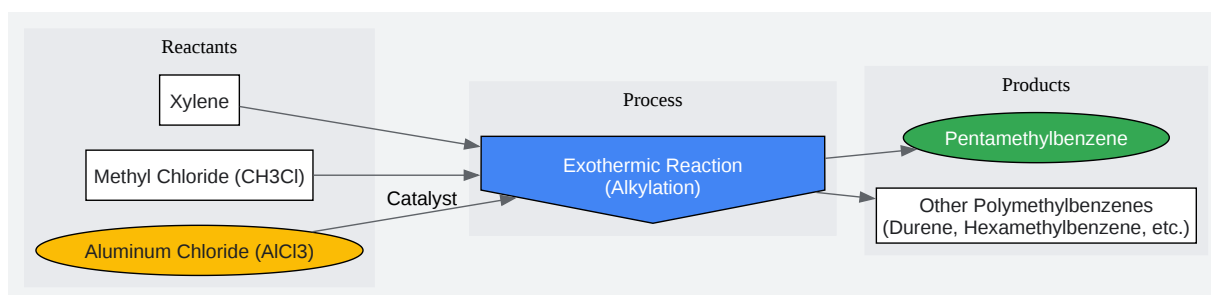 Reactants
Xylene
Methyl Chloride (CH3Cl)
Aluminum Chloride (AlCl3)
Catalyst
Process
Exothermic Reaction
(Alkylation)
Products
Pentamethylbenzene
Other Polymethylbenzenes
(Durene, Hexamethylbenzene, etc.)